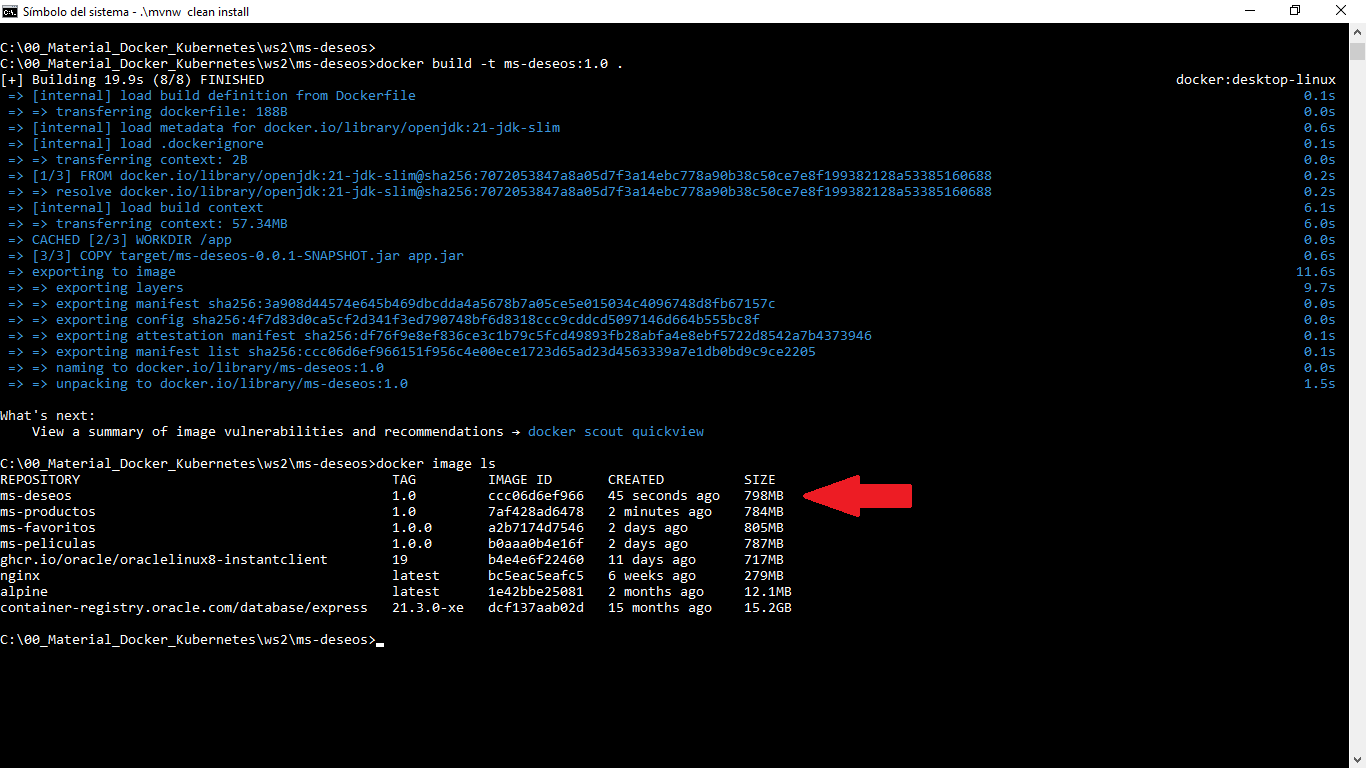 Símbolo del sistema - .\mvnw  clean install
C:\00_Material_Docker_Kubernetes\ws2\ms-deseos>
C:\00_Material_Docker_Kubernetes\ws2\ms-deseos>docker build -t ms-deseos:1.0 .
[+] Building 19.9s (8/8) FINISHED docker:desktop-linux
=> [internal] load build definition from Dockerfile 0.1s
=> => transferring dockerfile: 188B 0.0s
=> [internal] load metadata for docker.io/library/openjdk:21-jdk-slim 0.6s
=> [internal] load .dockerignore 0.1s
=> => transferring context: 2B 0.0s
=> [1/3] FROM docker.io/library/openjdk:21-jdk-slim@sha256:7072053847a8a05d7f3a14ebc778a90b38c50ce7e8f199382128a53385160688 0.2s
=> => resolve docker.io/library/openjdk:21-jdk-slim@sha256:7072053847a8a05d7f3a14ebc778a90b38c50ce7e8f199382128a53385160688 0.2s
=> [internal] load build context 6.1s
=> => transferring context: 57.34MB 6.0s
=> CACHED [2/3] WORKDIR /app 0.0s
=> [3/3] COPY target/ms-deseos-0.0.1-SNAPSHOT.jar app.jar 0.6s
=> exporting to image 11.6s
=> => exporting layers 9.7s
=> => exporting manifest sha256:3a908d44574e645b469dbcdda4a5678b7a05ce5e015034c4096748d8fb67157c 0.0s
=> => exporting config sha256:4f7d83d0ca5cf2d341f3ed790748bf6d8318ccc9cddcd5097146d664b555bc8f 0.0s
=> => exporting attestation manifest sha256:df76f9e8ef836ce3c1b79c5fcd49893fb28abfa4e8ebf5722d8542a7b4373946 0.1s
=> => exporting manifest list sha256:ccc06d6ef966151f956c4e00ece1723d65ad23d4563339a7e1db0bd9c9ce2205 0.1s
=> => naming to docker.io/library/ms-deseos:1.0 0.0s
=> => unpacking to docker.io/library/ms-deseos:1.0 1.5s
What's next:
View a summary of image vulnerabilities and recommendations → docker scout quickview
C:\00_Material_Docker_Kubernetes\ws2\ms-deseos>docker image ls
REPOSITORY TAG IMAGE ID CREATED SIZE
ms-deseos 1.0 ccc06d6ef966 45 seconds ago 798MB
ms-productos 1.0 7af428ad6478 2 minutes ago 784MB
ms-favoritos 1.0.0 a2b7174d7546 2 days ago 805MB
ms-peliculas 1.0.0 b0aaa0b4e16f 2 days ago 787MB
ghcr.io/oracle/oraclelinux8-instantclient 19 b4e4e6f22460 11 days ago 717MB
nginx latest bc5eac5eafc5 6 weeks ago 279MB
alpine latest 1e42bbe25081 2 months ago 12.1MB
container-registry.oracle.com/database/express 21.3.0-xe dcf137aab02d 15 months ago 15.2GB
C:\00_Material_Docker_Kubernetes\ws2\ms-deseos>